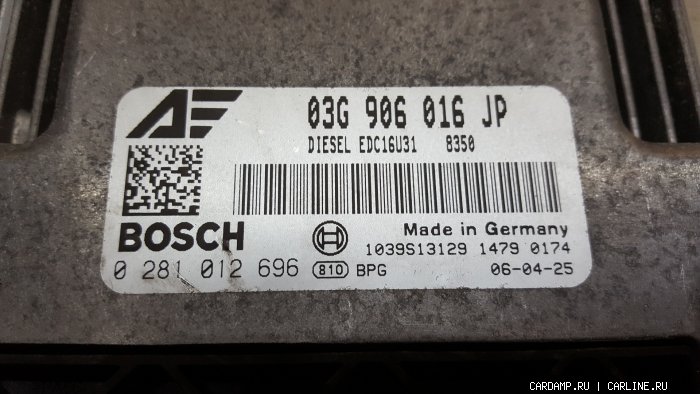 AE 03G 906 016 JP
DIESEL EDC16U31 8350
BOSCH Made in Germany
1039S13129 1479 0174
0 281 012 696 810 BPG 06-04-25
CARDAMP.RU | CARLINE.RU